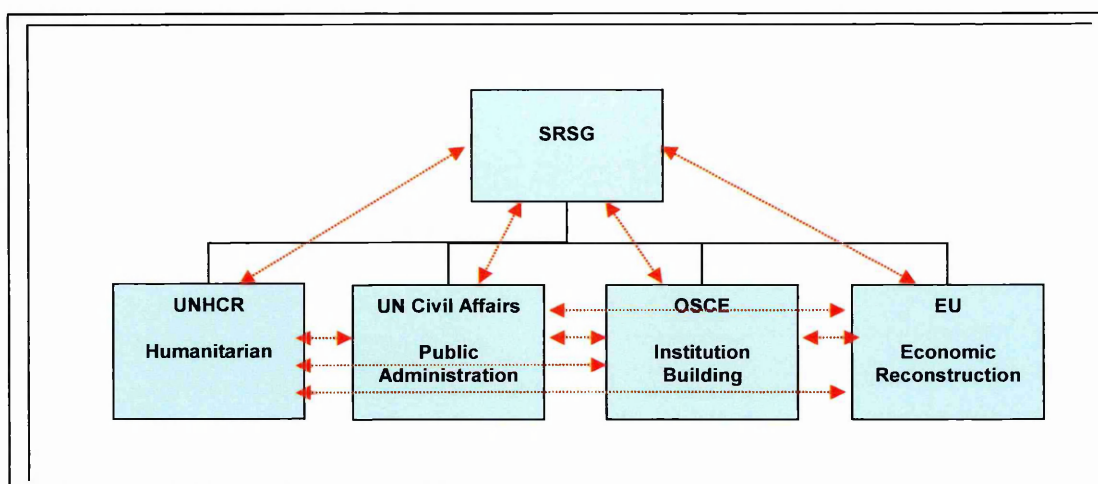 SRSG
UNHCR
Humanitarian
UN Civil Affairs
Public
Administration
OSCE
Institution
Building
EU
Economic
Reconstruction